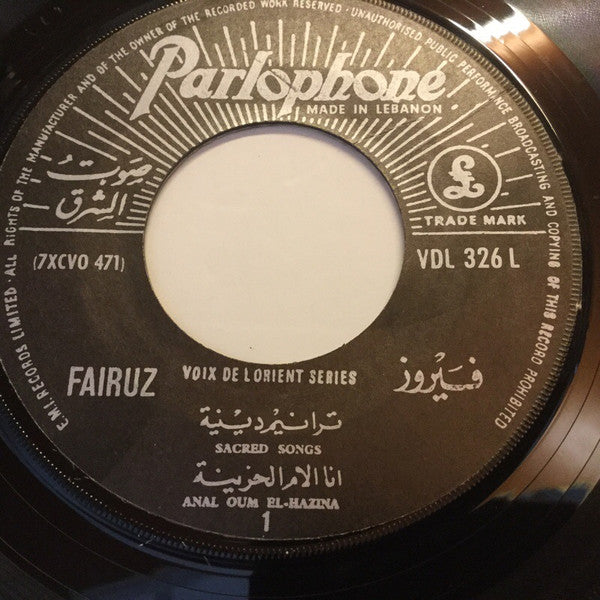 E M I RECORDS LIMITED · ALL RIGHTS OF THE MANUFACTURER AND OF THE OWNER OF THE RECORDED WORK RESERVED · UNAUTHORISED PUBLIC PERFORMANCE BROADCASTING AND COPYING OF THIS RECORD PROHIBITED
Parlophone
MADE IN LEBANON
صوت
الشرق
£
TRADE MARK
(7XCVO 471)
VDL 326 L
FAIRUZ
VOIX DE L ORIENT SERIES
فيروز
ترانيم دينية
SACRED SONGS
انا الام الحزينة
ANAL OUM EL-HAZINA
1